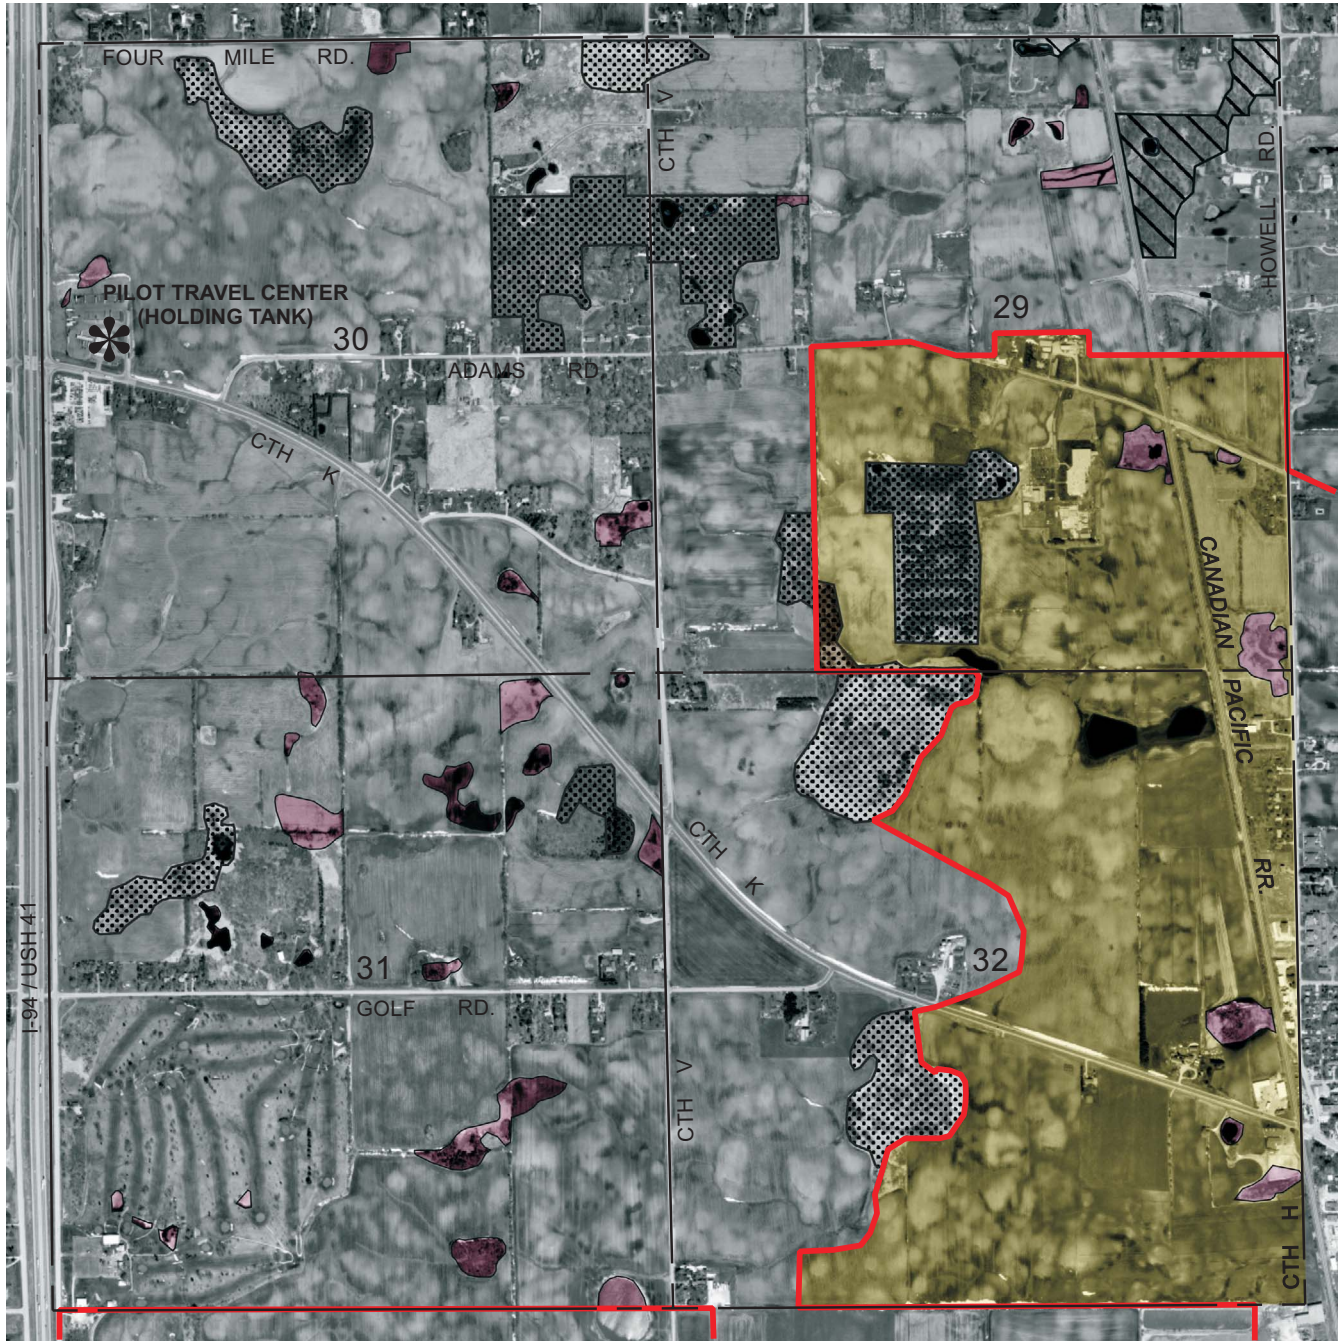 FOUR MILE RD.
CTH V
HOWELL RD.
PILOT TRAVEL CENTER
(HOLDING TANK)
30
29
ADAMS RD.
CTH K
CANADIAN PACIFIC RR.
CTH K
I-94 / USH 41
31
32
GOLF RD.
CTH V
CTH H